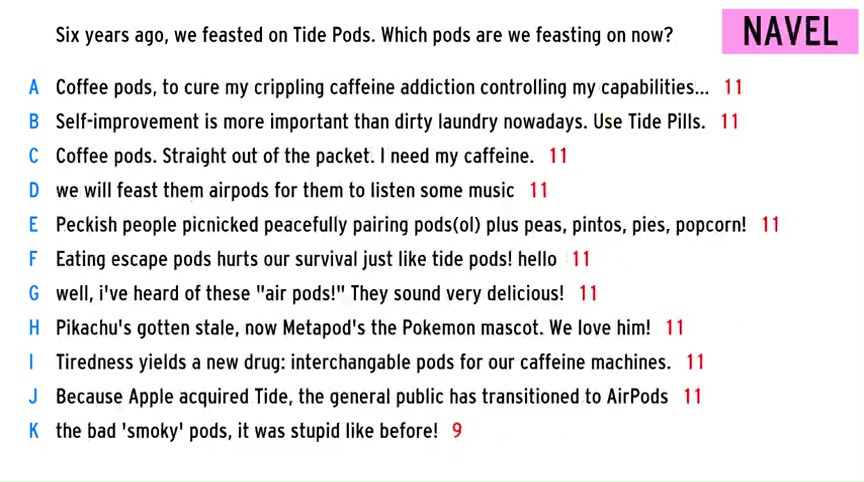 Six years ago, we feasted on Tide Pods. Which pods are we feasting on now? NAVEL
A Coffee pods, to cure my crippling caffeine addiction controlling my capabilities... 11
B Self-improvement is more important than dirty laundry nowadays. Use Tide Pills. 11
C Coffee pods. Straight out of the packet. I need my caffeine. 11
D we will feast them airpods for them to listen some music 11
E Peckish people picnicked peacefully pairing pods(ol) plus peas, pintos, pies, popcorn! 11
F Eating escape pods hurts our survival just like tide pods! hello 11
G well, i've heard of these "air pods!" They sound very delicious! 11
H Pikachu's gotten stale, now Metapod's the Pokemon mascot. We love him! 11
I Tiredness yields a new drug: interchangable pods for our caffeine machines. 11
J Because Apple acquired Tide, the general public has transitioned to AirPods 11
K the bad 'smoky' pods, it was stupid like before! 9